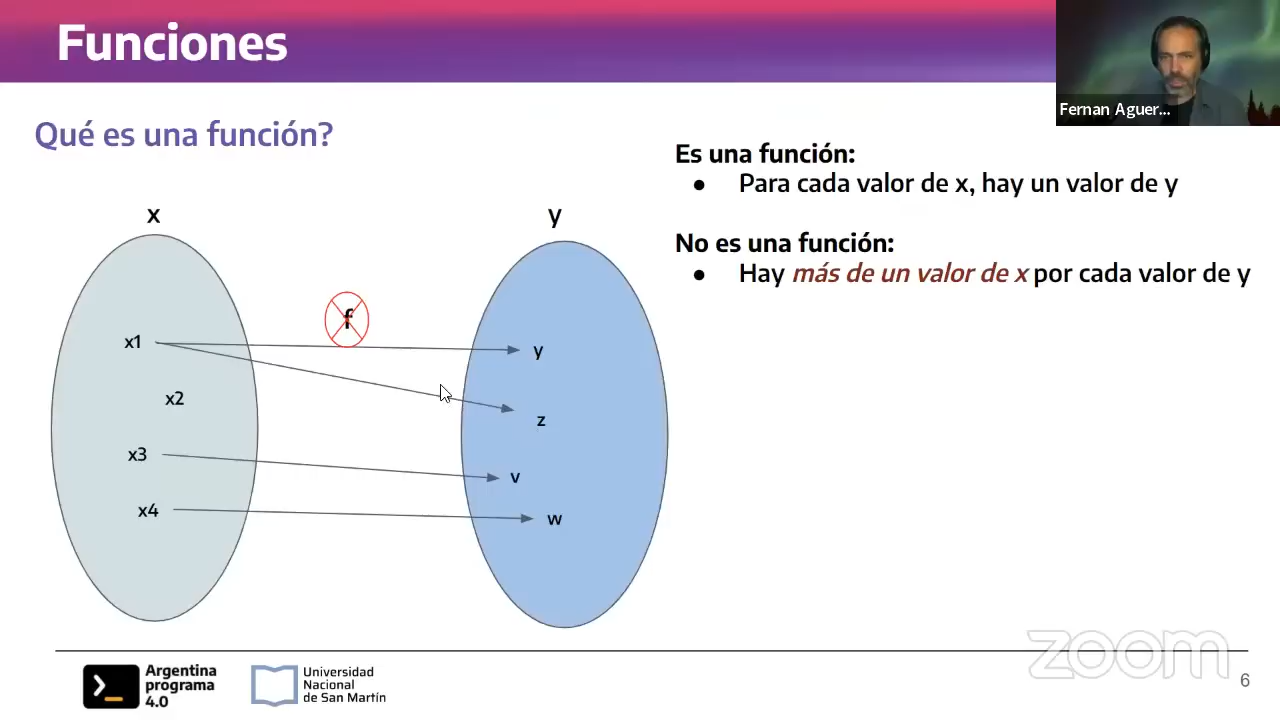 Funciones
Fernan Aguer...
Qué es una función?
Es una función:
● Para cada valor de x, hay un valor de y
No es una función:
● Hay más de un valor de x por cada valor de y
x
y
f
x1
y
x2
z
x3
v
x4
w
zoom
Argentina
programa
4.0
Universidad
Nacional
de San Martín
6